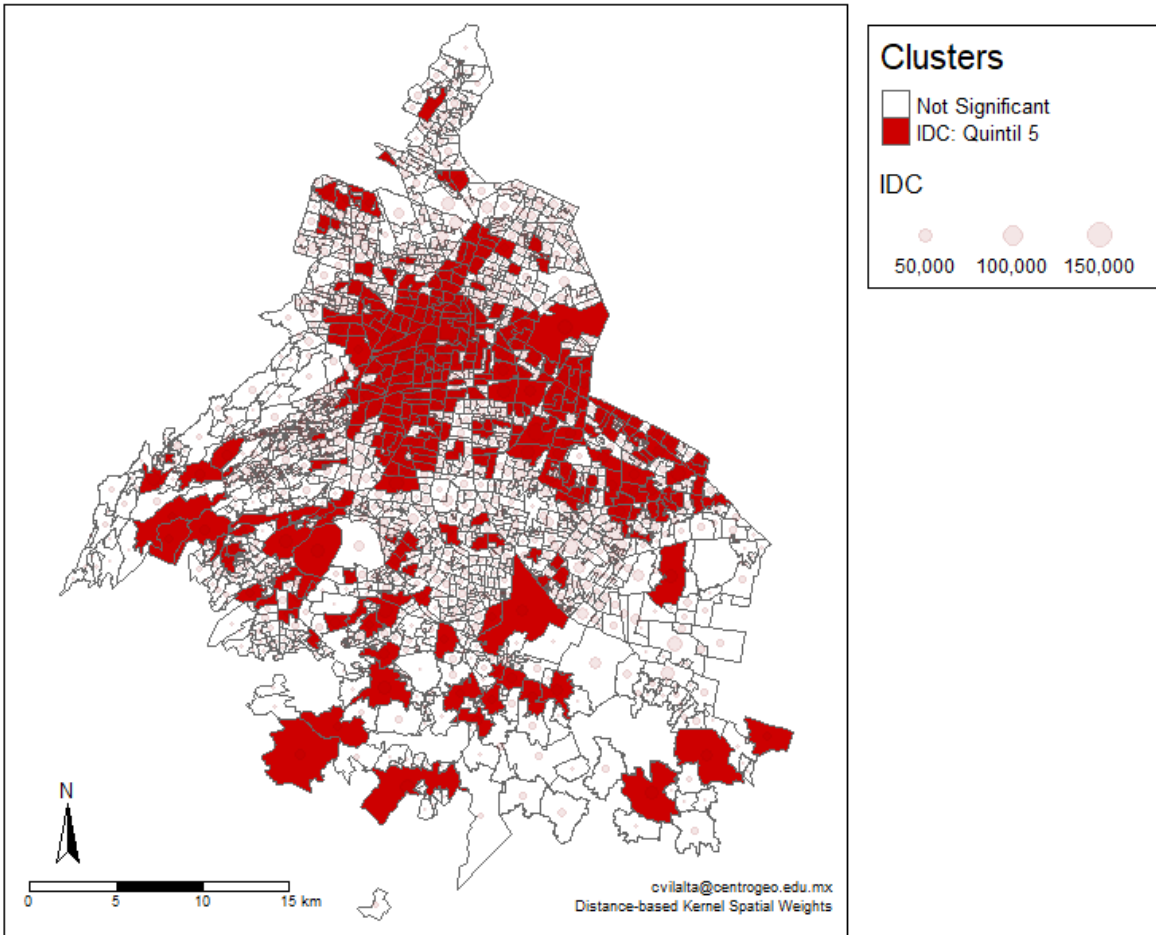 Clusters
Not Significant
IDC: Quintil 5
IDC
50,000 100,000 150,000
N
0 5 10 15 km
cvilalta@centrogeo.edu.mx
Distance-based Kernel Spatial Weights